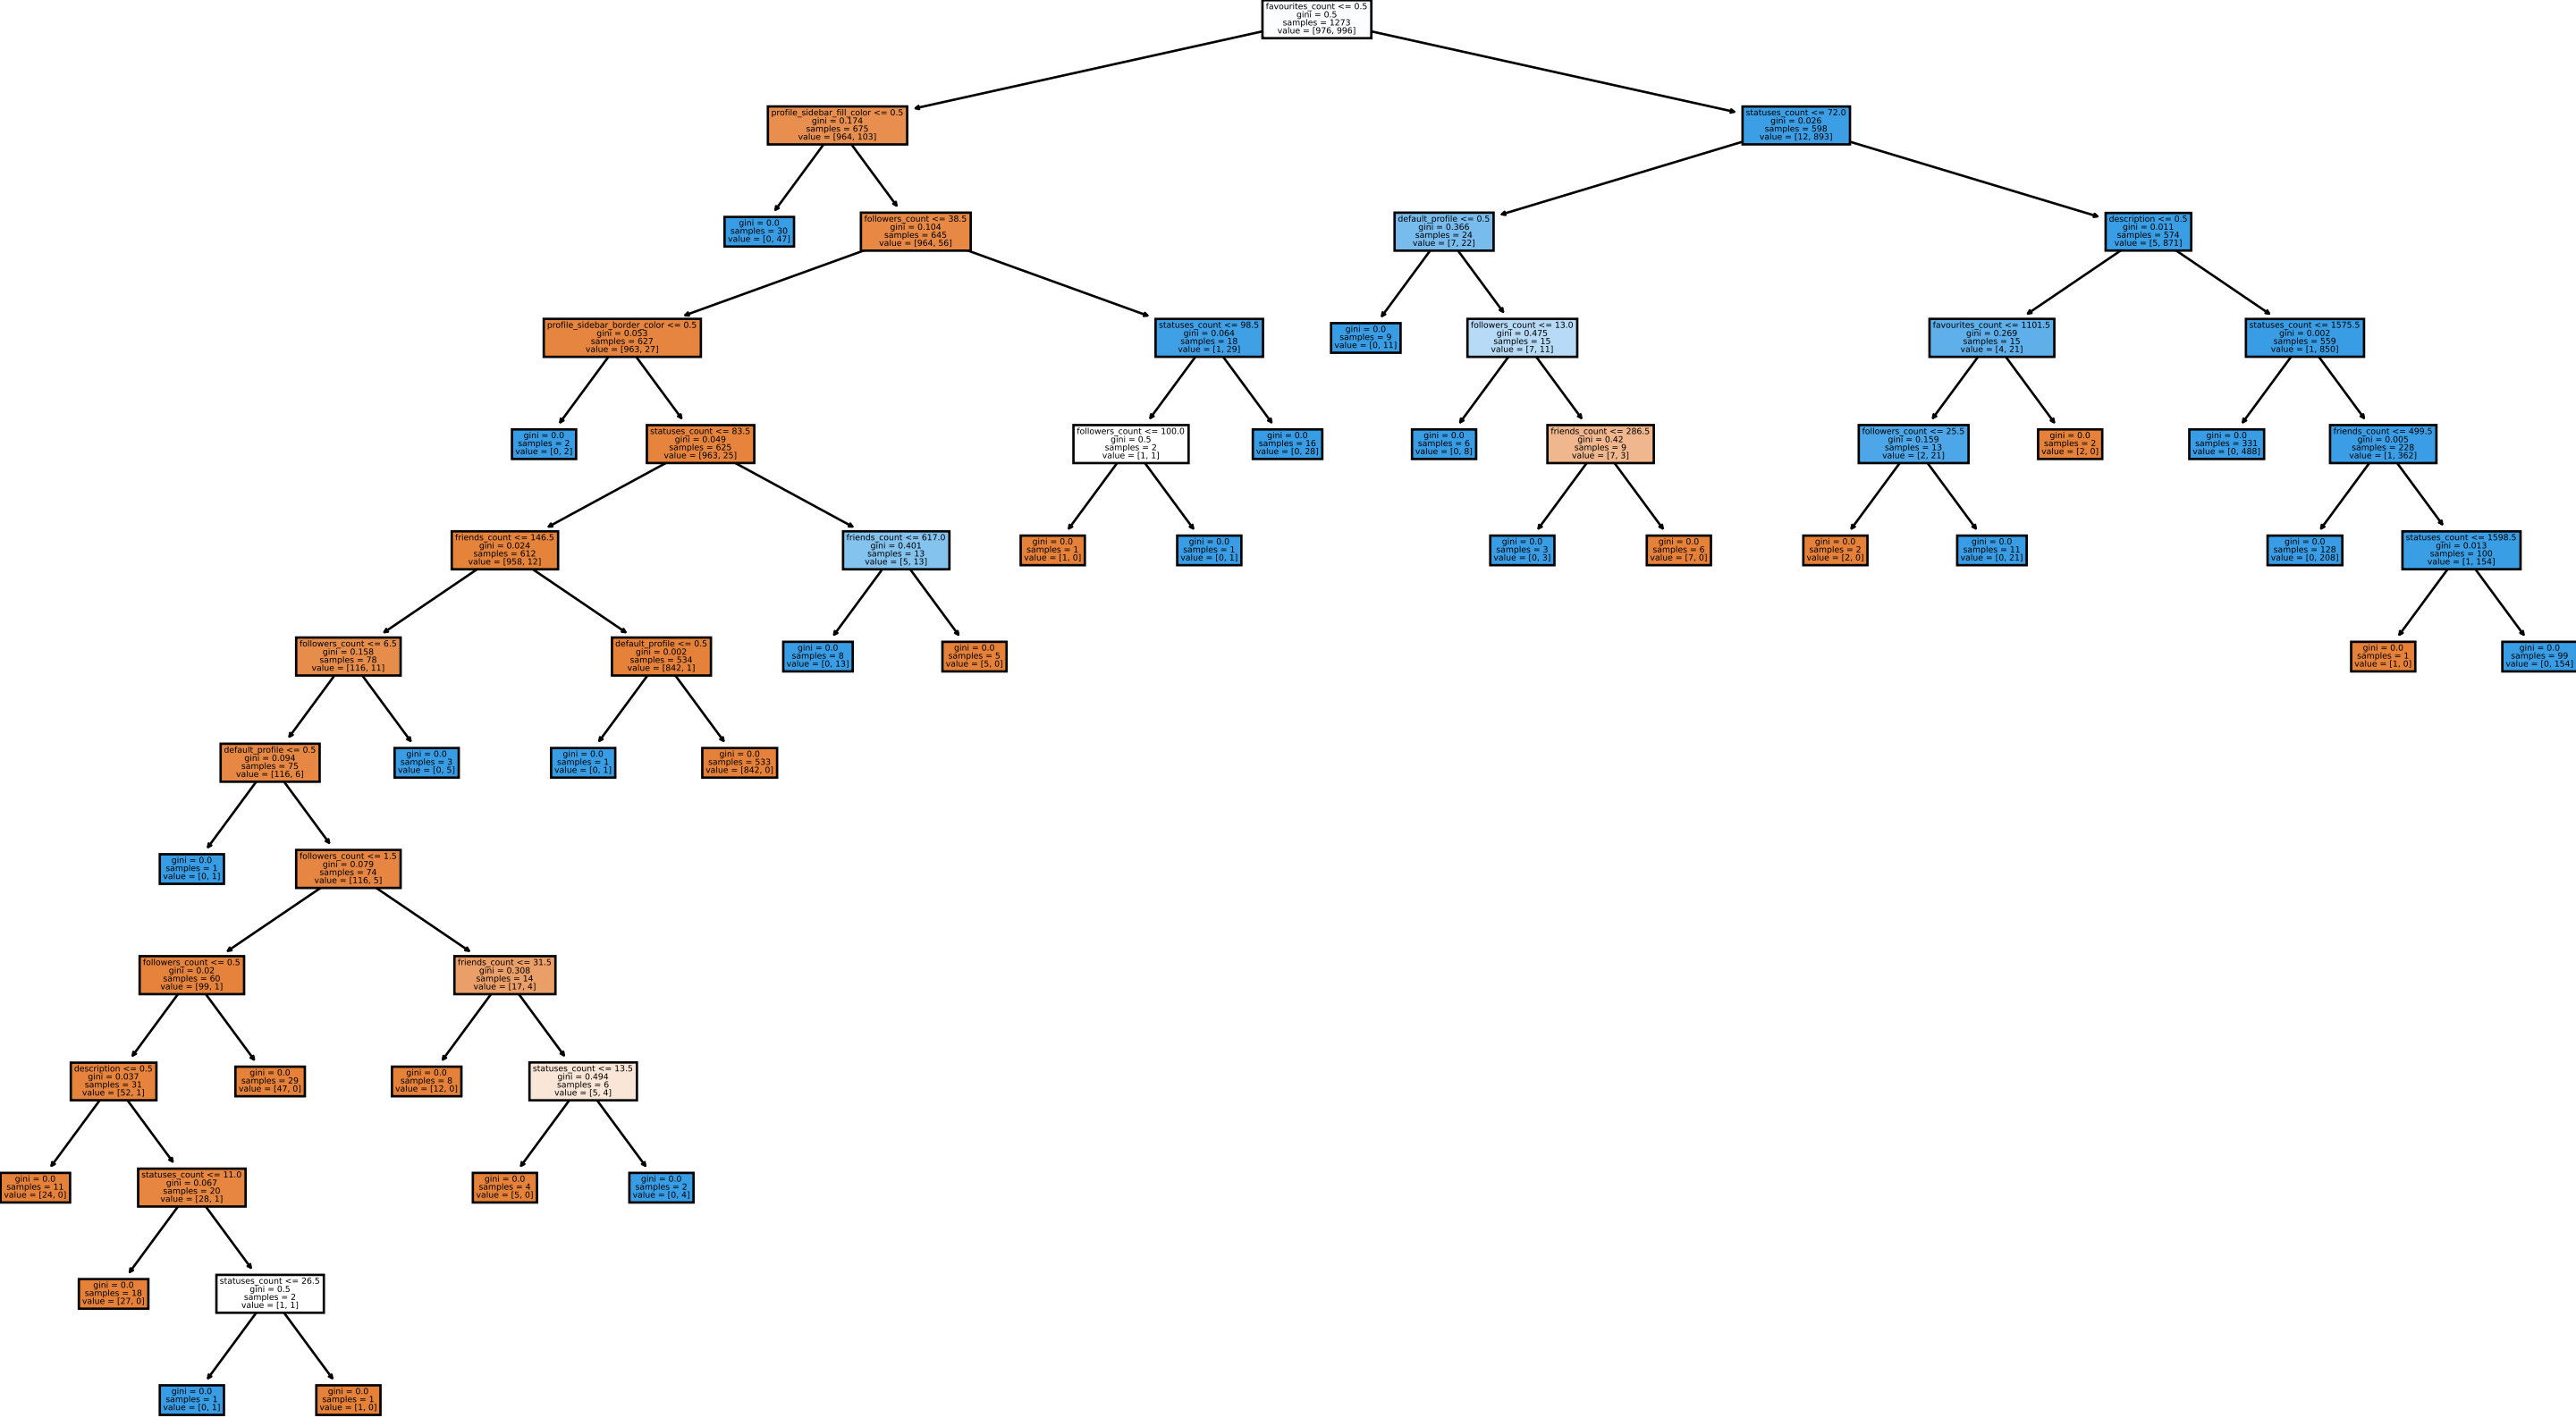 favourites_count <= 0.5
gini = 0.5
samples = 1273
value = [976, 996]
profile_sidebar_fill_color <= 0.5
gini = 0.174
samples = 675
value = [964, 103]
statuses_count <= 72.0
gini = 0.026
samples = 598
value = [12, 893]
gini = 0.0
samples = 30
value = [0, 47]
followers_count <= 38.5
gini = 0.104
samples = 645
value = [964, 56]
default_profile <= 0.5
gini = 0.366
samples = 24
value = [7, 22]
description <= 0.5
gini = 0.011
samples = 574
value = [5, 871]
profile_sidebar_border_color <= 0.5
gini = 0.053
samples = 627
value = [963, 27]
statuses_count <= 98.5
gini = 0.064
samples = 18
value = [1, 29]
gini = 0.0
samples = 9
value = [0, 11]
followers_count <= 13.0
gini = 0.475
samples = 15
value = [7, 11]
favourites_count <= 1101.5
gini = 0.269
samples = 15
value = [4, 21]
statuses_count <= 1575.5
gini = 0.002
samples = 559
value = [1, 850]
gini = 0.0
samples = 2
value = [0, 2]
statuses_count <= 83.5
gini = 0.049
samples = 625
value = [963, 25]
followers_count <= 100.0
gini = 0.5
samples = 2
value = [1, 1]
gini = 0.0
samples = 16
value = [0, 28]
gini = 0.0
samples = 6
value = [0, 8]
friends_count <= 286.5
gini = 0.42
samples = 9
value = [7, 3]
followers_count <= 25.5
gini = 0.159
samples = 13
value = [2, 21]
gini = 0.0
samples = 2
value = [2, 0]
gini = 0.0
samples = 331
value = [0, 488]
friends_count <= 499.5
gini = 0.005
samples = 228
value = [1, 362]
friends_count <= 146.5
gini = 0.024
samples = 612
value = [958, 12]
friends_count <= 617.0
gini = 0.401
samples = 13
value = [5, 13]
gini = 0.0
samples = 1
value = [1, 0]
gini = 0.0
samples = 1
value = [0, 1]
gini = 0.0
samples = 3
value = [0, 3]
gini = 0.0
samples = 6
value = [7, 0]
gini = 0.0
samples = 2
value = [2, 0]
gini = 0.0
samples = 11
value = [0, 21]
gini = 0.0
samples = 128
value = [0, 208]
statuses_count <= 1598.5
gini = 0.013
samples = 100
value = [1, 154]
followers_count <= 6.5
gini = 0.158
samples = 78
value = [116, 11]
default_profile <= 0.5
gini = 0.002
samples = 534
value = [842, 1]
gini = 0.0
samples = 8
value = [0, 13]
gini = 0.0
samples = 5
value = [5, 0]
gini = 0.0
samples = 1
value = [1, 0]
gini = 0.0
samples = 99
value = [0, 154]
default_profile <= 0.5
gini = 0.094
samples = 75
value = [116, 6]
gini = 0.0
samples = 3
value = [0, 5]
gini = 0.0
samples = 1
value = [0, 1]
gini = 0.0
samples = 533
value = [842, 0]
gini = 0.0
samples = 1
value = [0, 1]
followers_count <= 1.5
gini = 0.079
samples = 74
value = [116, 5]
followers_count <= 0.5
gini = 0.02
samples = 60
value = [99, 1]
friends_count <= 31.5
gini = 0.308
samples = 14
value = [17, 4]
description <= 0.5
gini = 0.037
samples = 31
value = [52, 1]
gini = 0.0
samples = 29
value = [47, 0]
gini = 0.0
samples = 8
value = [12, 0]
statuses_count <= 13.5
gini = 0.494
samples = 6
value = [5, 4]
gini = 0.0
samples = 11
value = [24, 0]
statuses_count <= 11.0
gini = 0.067
samples = 20
value = [28, 1]
gini = 0.0
samples = 4
value = [5, 0]
gini = 0.0
samples = 2
value = [0, 4]
gini = 0.0
samples = 18
value = [27, 0]
statuses_count <= 26.5
gini = 0.5
samples = 2
value = [1, 1]
gini = 0.0
samples = 1
value = [0, 1]
gini = 0.0
samples = 1
value = [1, 0]